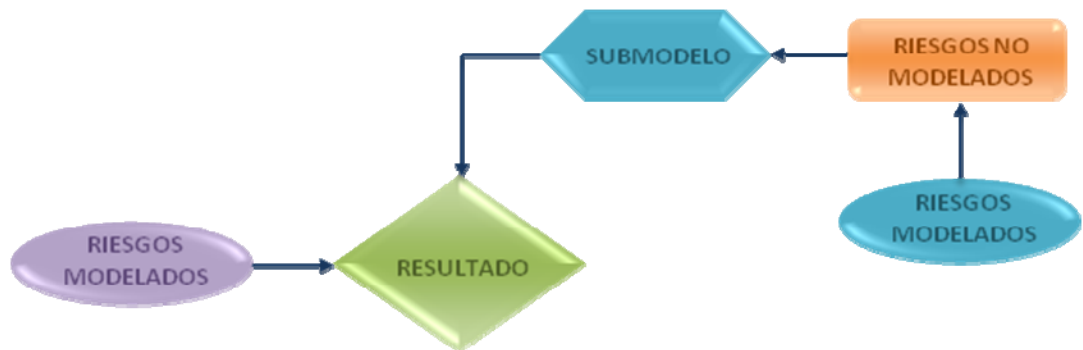 SUBMODELO
RIESGOS NO
MODELADOS
RIESGOS
MODELADOS
RIESGOS
MODELADOS
RESULTADO